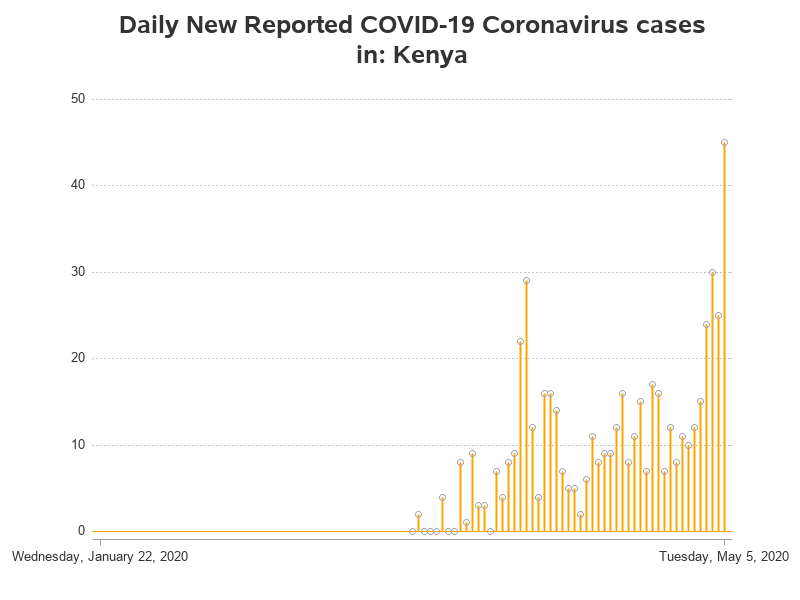 Daily New Reported COVID-19 Coronavirus cases
in: Kenya
50
40
30
20
10
0
Wednesday, January 22, 2020
Tuesday, May 5, 2020